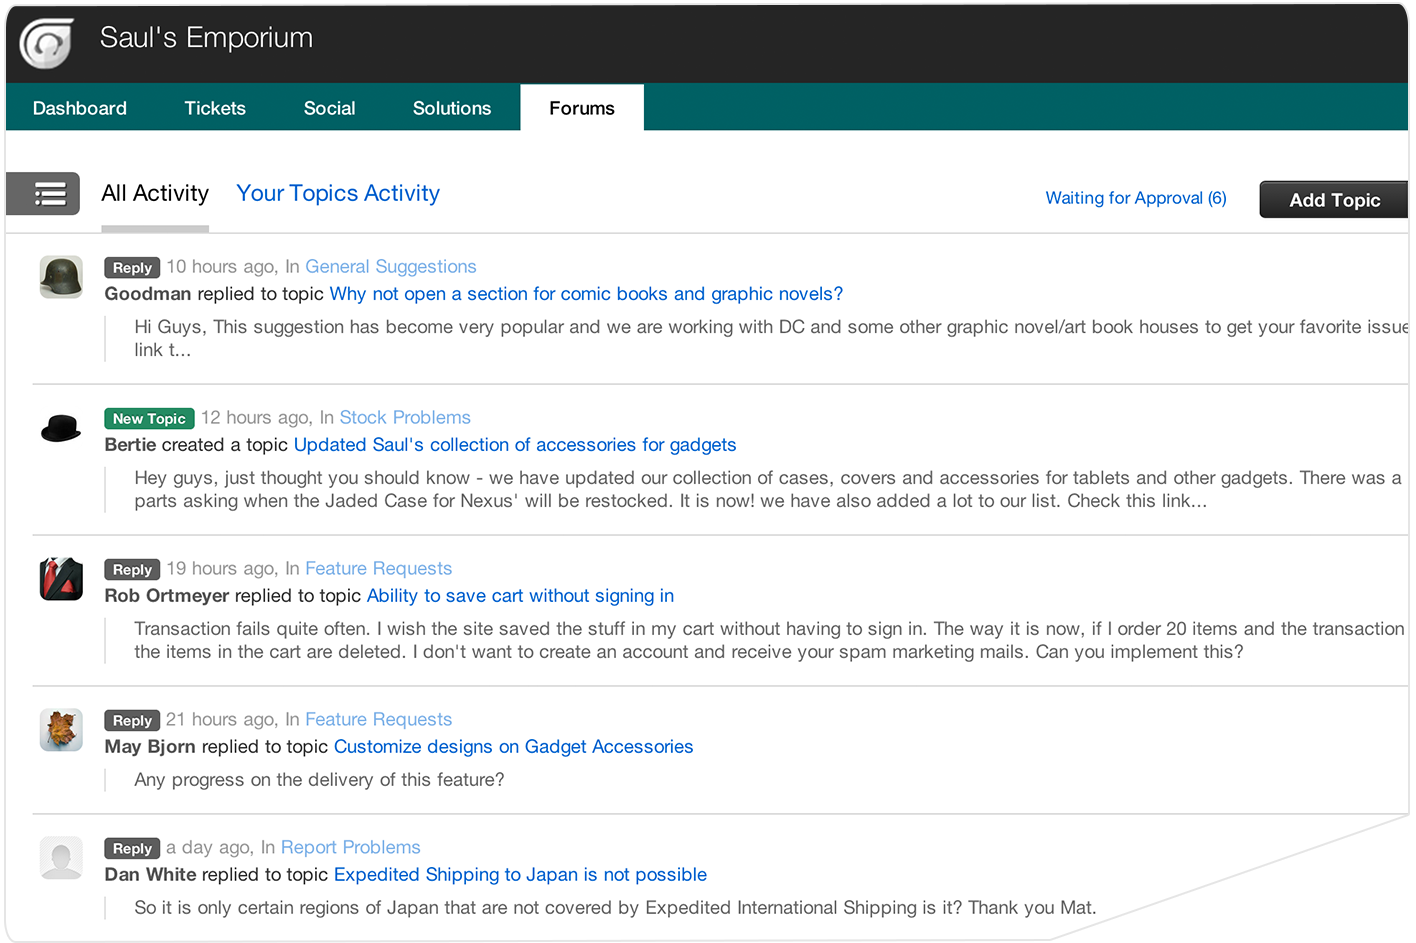 Saul's Emporium
Dashboard Tickets Social Solutions Forums
All Activity Your Topics Activity Waiting for Approval (6) Add Topic
Reply 10 hours ago, In General Suggestions
Goodman replied to topic Why not open a section for comic books and graphic novels?
Hi Guys, This suggestion has become very popular and we are working with DC and some other graphic novel/art book houses to get your favorite issue
link t...
New Topic 12 hours ago, In Stock Problems
Bertie created a topic Updated Saul's collection of accessories for gadgets
Hey guys, just thought you should know - we have updated our collection of cases, covers and accessories for tablets and other gadgets. There was a
parts asking when the Jaded Case for Nexus' will be restocked. It is now! we have also added a lot to our list. Check this link...
Reply 19 hours ago, In Feature Requests
Rob Ortmeyer replied to topic Ability to save cart without signing in
Transaction fails quite often. I wish the site saved the stuff in my cart without having to sign in. The way it is now, if I order 20 items and the transaction
the items in the cart are deleted. I don't want to create an account and receive your spam marketing mails. Can you implement this?
Reply 21 hours ago, In Feature Requests
May Bjorn replied to topic Customize designs on Gadget Accessories
Any progress on the delivery of this feature?
Reply a day ago, In Report Problems
Dan White replied to topic Expedited Shipping to Japan is not possible
So it is only certain regions of Japan that are not covered by Expedited International Shipping is it? Thank you Mat.